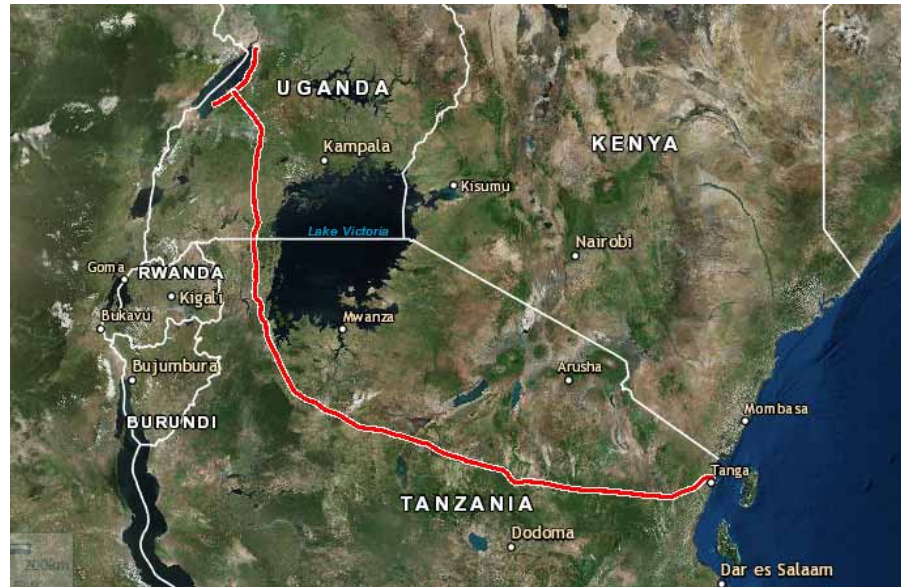 UGANDA
KENYA
Kampala
Kisumu
Lake Victoria
Nairobi
Goma
RWANDA
Kigali
Bukavu
Mwanza
Bujumbura
Arusha
BURUNDI
Mombasa
Tanga
TANZANIA
Dodoma
200km
Dar es Salaam